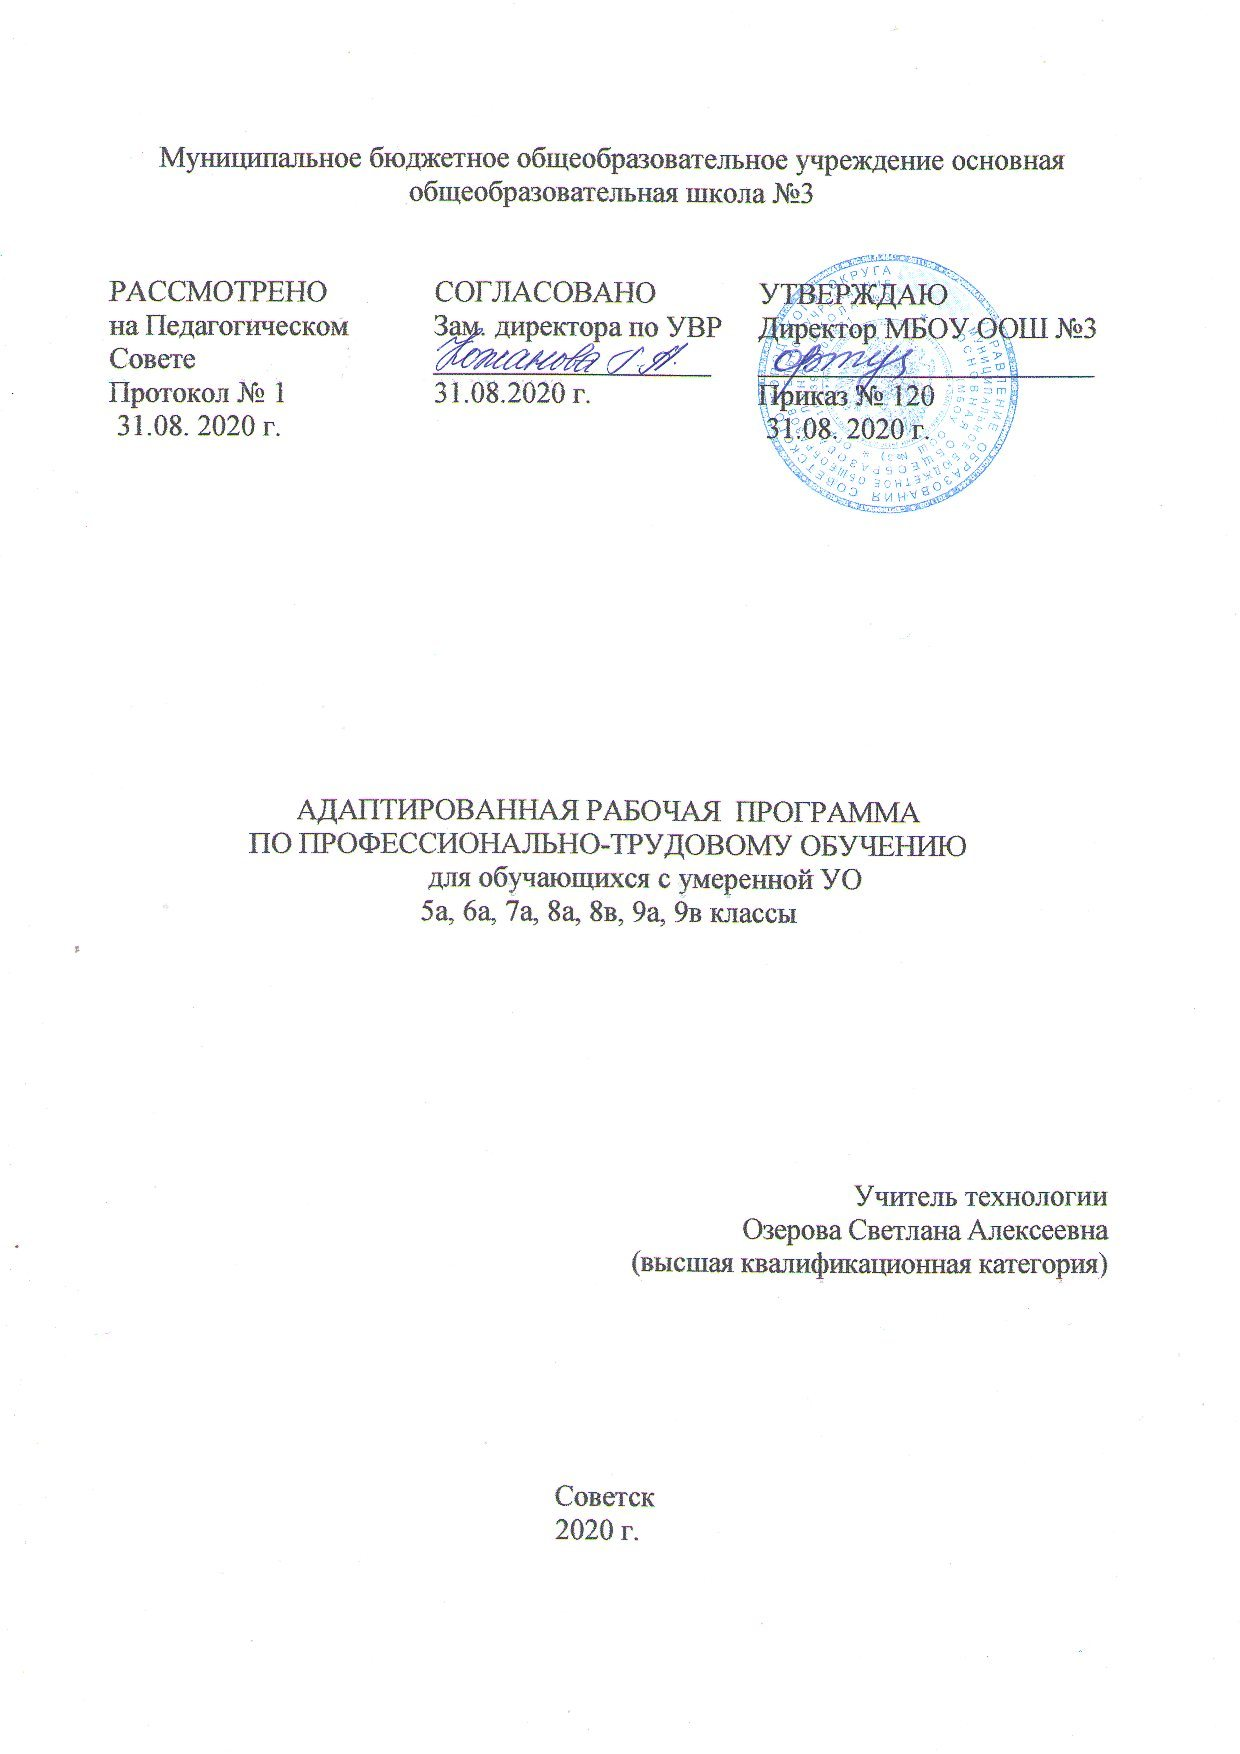 Муниципальное бюджетное общеобразовательное учреждение основная
общеобразовательная школа №3
РАССМОТРЕНО
на Педагогическом
Совете
Протокол № 1
31.08. 2020 г.
СОГЛАСОВАНО
Зам. директора по УВР
31.08.2020 г.
УТВЕРЖДАЮ
Директор МБОУ ООШ №3
Приказ № 120
31.08. 2020 г.
АДАПТИРОВАННАЯ РАБОЧАЯ ПРОГРАММА
ПО ПРОФЕССИОНАЛЬНО-ТРУДОВОМУ ОБУЧЕНИЮ
для обучающихся с умеренной УО
5а, 6а, 7а, 8а, 8в, 9а, 9в классы
Учитель технологии
Озерова Светлана Алексеевна
(высшая квалификационная категория)
Советск
2020 г.